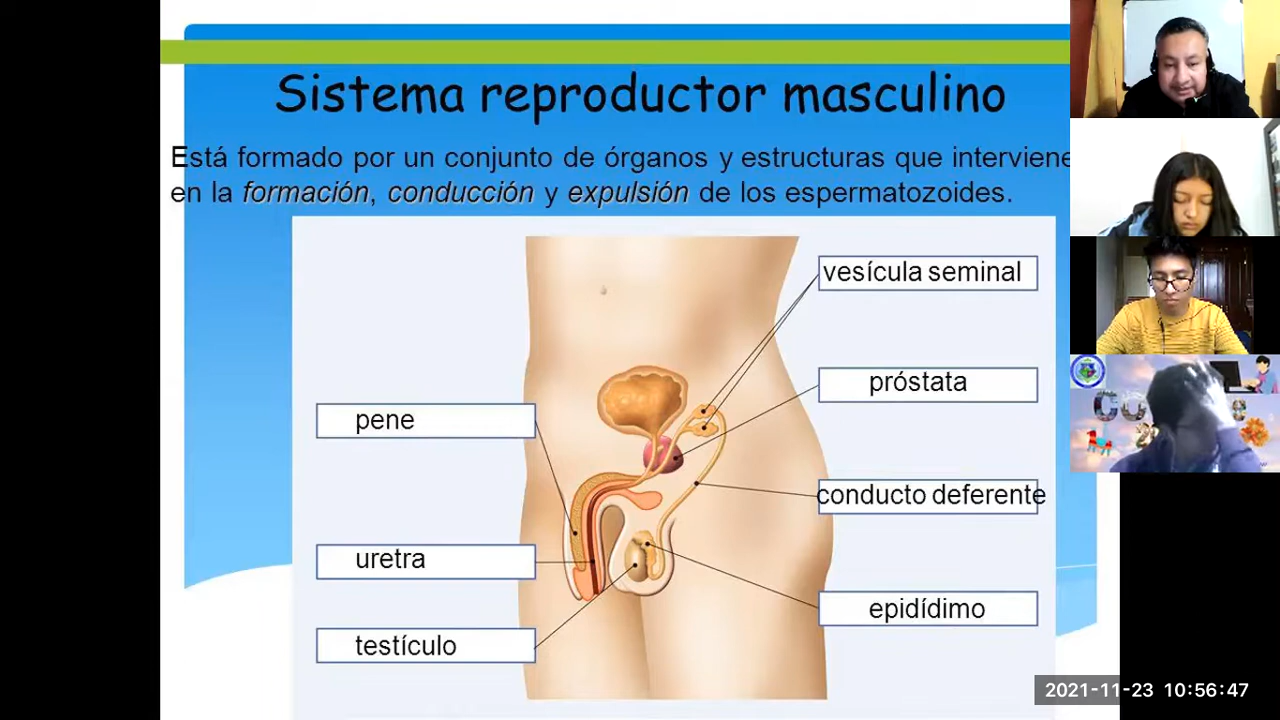 Sistema reproductor masculino
Está formado por un conjunto de órganos y estructuras que interviene
en la formación, conducción y expulsión de los espermatozoides.
vesícula seminal
próstata
pene
conducto deferente
uretra
epidídimo
testículo
2021-11-23 10:56:47